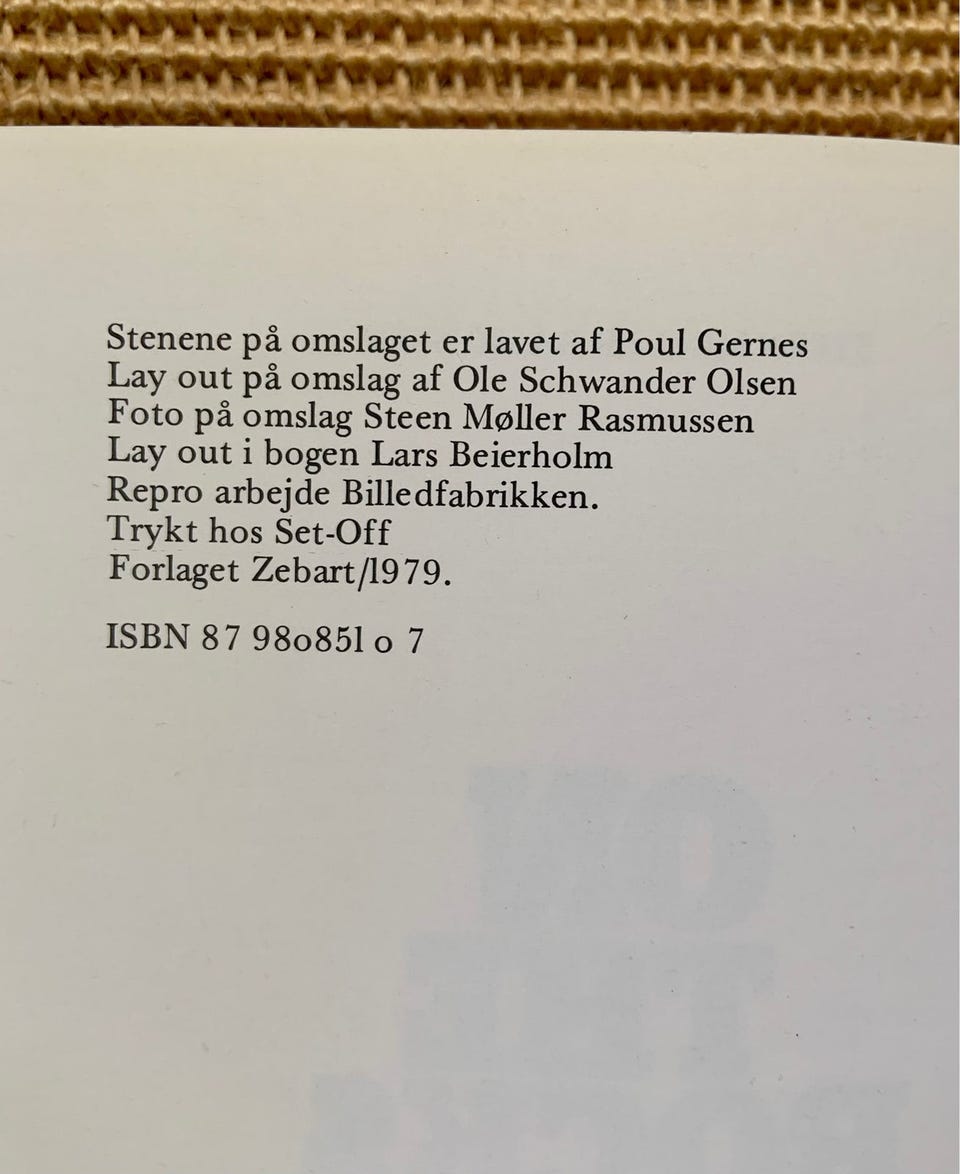 Stenene på omslaget er lavet af Poul Gernes
Lay out på omslag af Ole Schwander Olsen
Foto på omslag Steen Møller Rasmussen
Lay out i bogen Lars Beierholm
Repro arbejde Billedfabrikken.
Trykt hos Set-Off
Forlaget Zebart/1979.
ISBN 87 980851 0 7